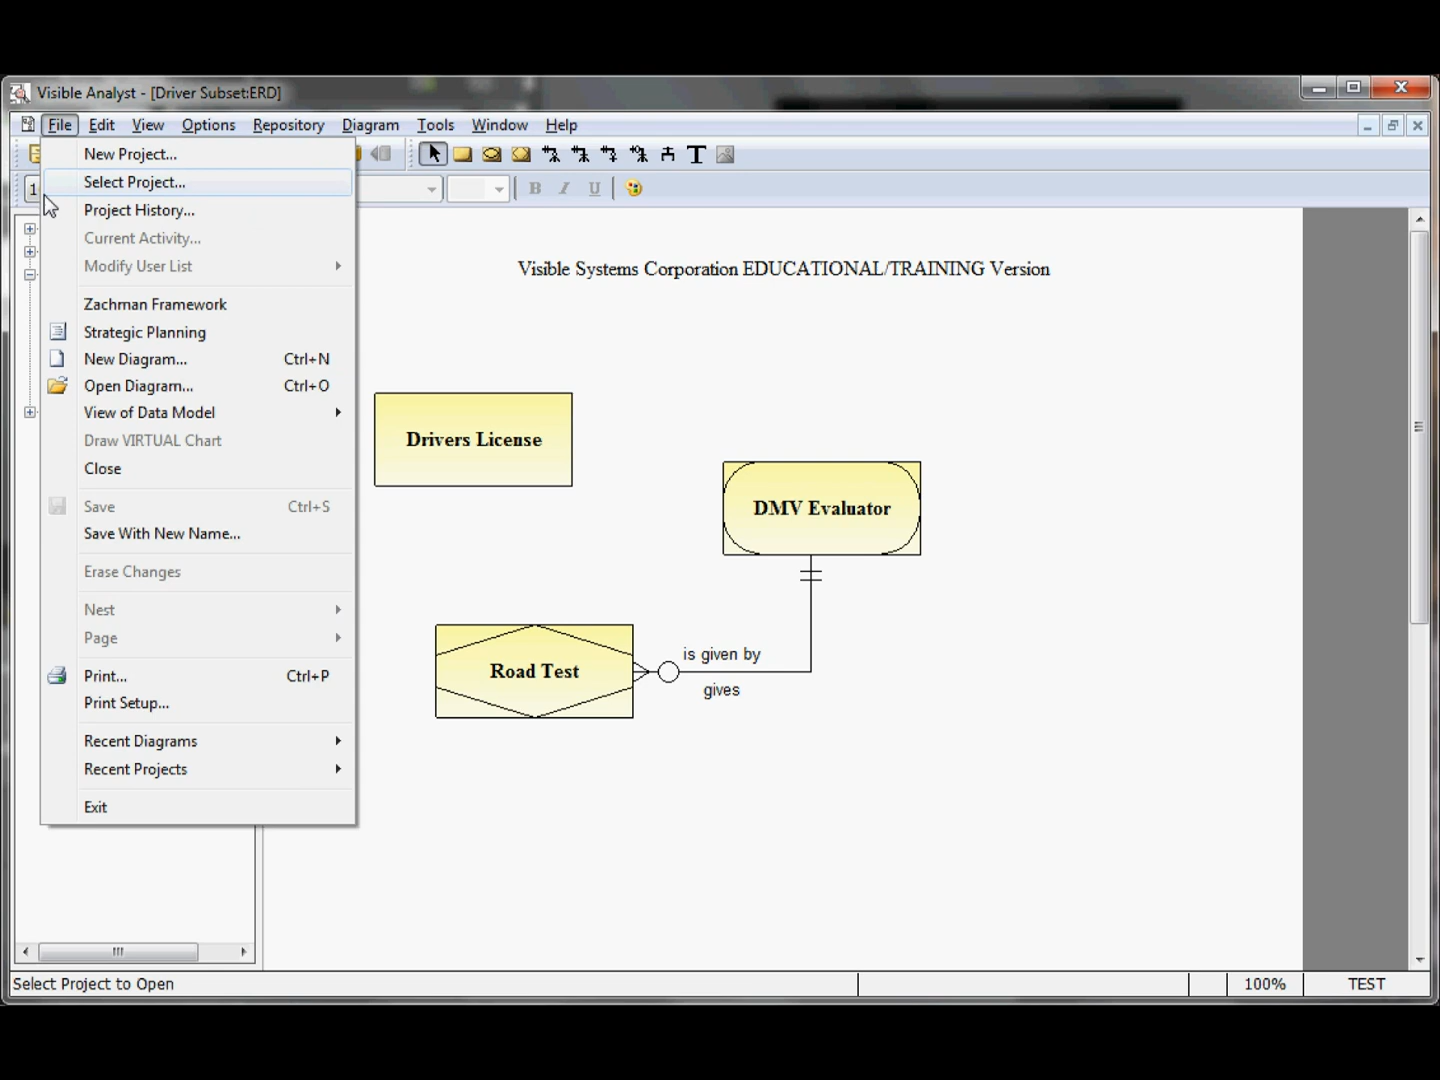 Visible Analyst - [Driver Subset:ERD]
File Edit View Options Repository Diagram Tools Window Help
New Project...
Select Project...
Project History...
Current Activity...
Modify User List
Zachman Framework
Strategic Planning
New Diagram... Ctrl+N
Open Diagram... Ctrl+O
View of Data Model
Draw VIRTUAL Chart
Close
Save Ctrl+S
Save With New Name...
Erase Changes
Nest
Page
Print... Ctrl+P
Print Setup...
Recent Diagrams
Recent Projects
Exit
T
1
B I U
Visible Systems Corporation EDUCATIONAL/TRAINING Version
Drivers License
DMV Evaluator
Road Test
is given by
gives
Select Project to Open
100%
TEST